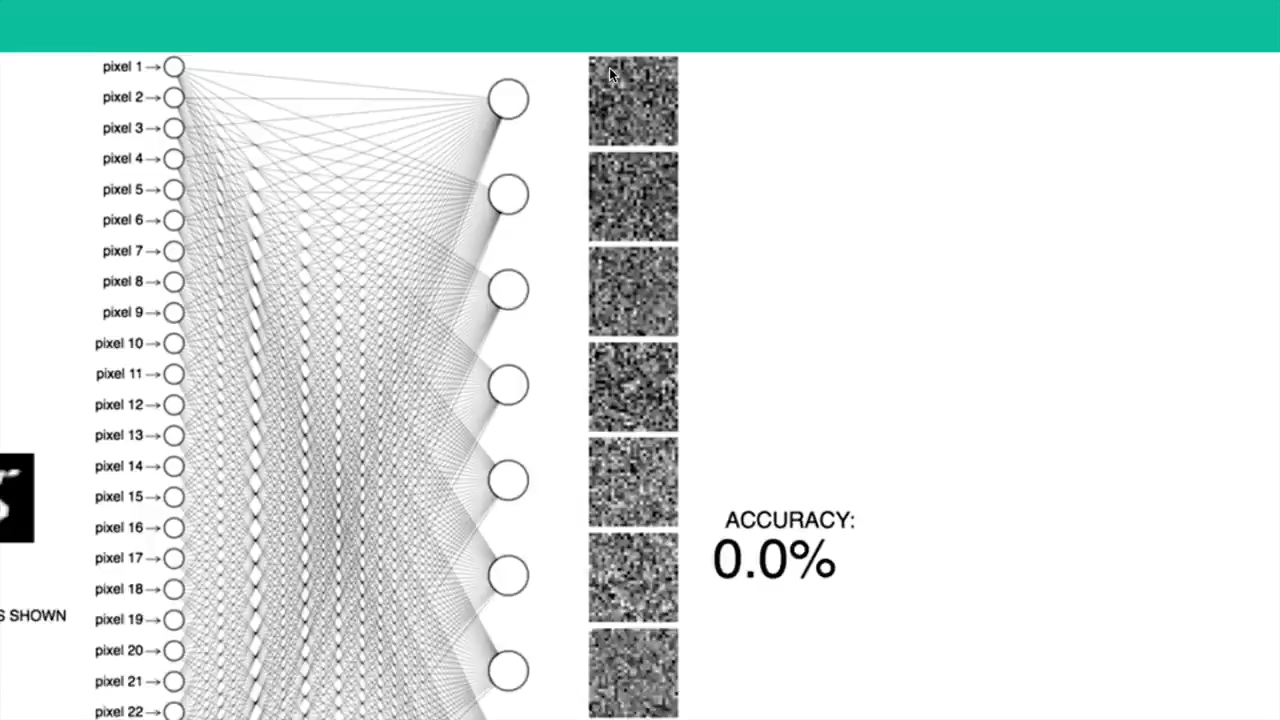 pixel 1
pixel 2
pixel 3
pixel 4
pixel 5
pixel 6
pixel 7
pixel 8
pixel 9
pixel 10
pixel 11
pixel 12
pixel 13
pixel 14
pixel 15
pixel 16
pixel 17
pixel 18
pixel 19
pixel 20
pixel 21
pixel 22
S SHOWN
ACCURACY:
0.0%